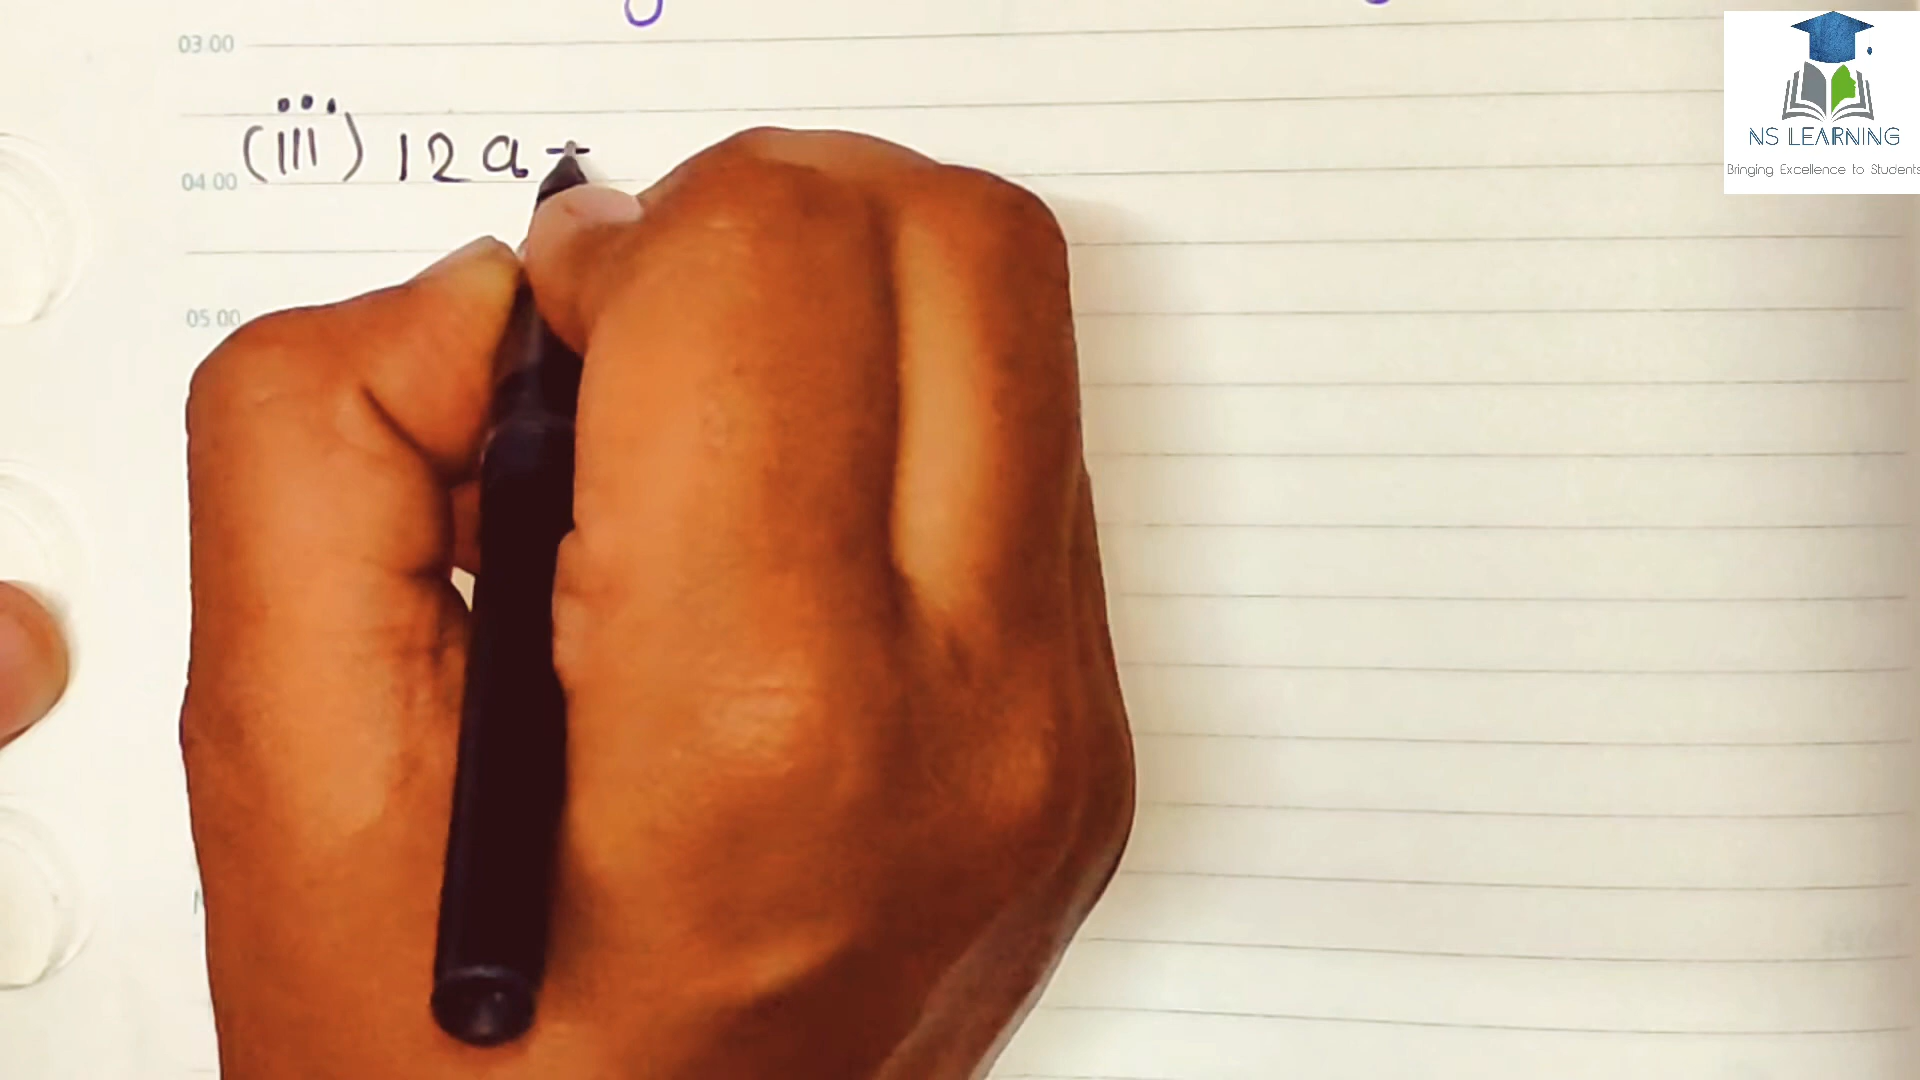 03:00
(iii) 12a
04:00
05:00
NS LEARNING
Bringing Excellence to Students